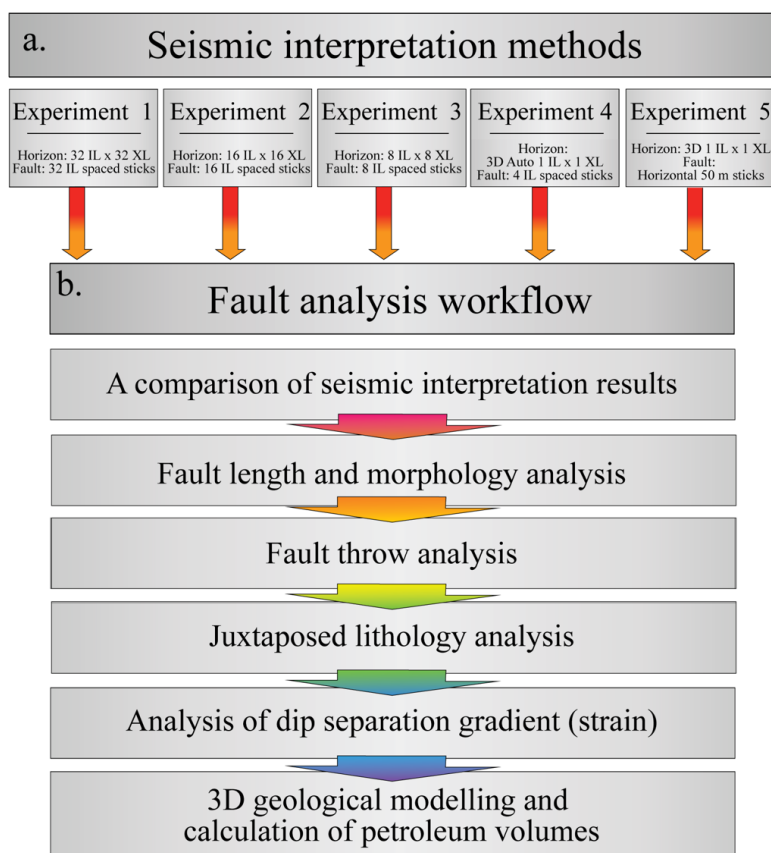 a.
Seismic interpretation methods
Experiment 1
Horizon: 32 IL x 32 XL
Fault: 32 IL spaced sticks
Experiment 2
Horizon: 16 IL x 16 XL
Fault: 16 IL spaced sticks
Experiment 3
Horizon: 8 IL x 8 XL
Fault: 8 IL spaced sticks
Experiment 4
Horizon:
3D Auto 1 IL x 1 XL
Fault: 4 IL spaced sticks
Experiment 5
Horizon: 3D 1 IL x 1 XL
Fault:
Horizontal 50 m sticks
b.
Fault analysis workflow
A comparison of seismic interpretation results
Fault length and morphology analysis
Fault throw analysis
Juxtaposed lithology analysis
Analysis of dip separation gradient (strain)
3D geological modelling and
calculation of petroleum volumes